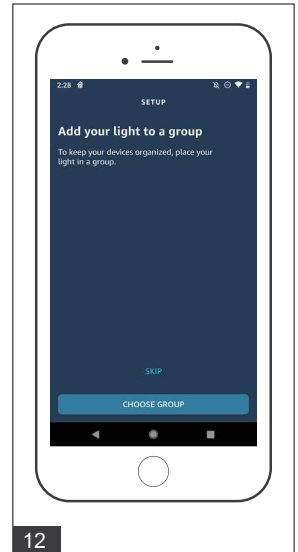 2:28
SETUP
Add your light to a group
To keep your devices organized, place your
light in a group.
SKIP
CHOOSE GROUP
12